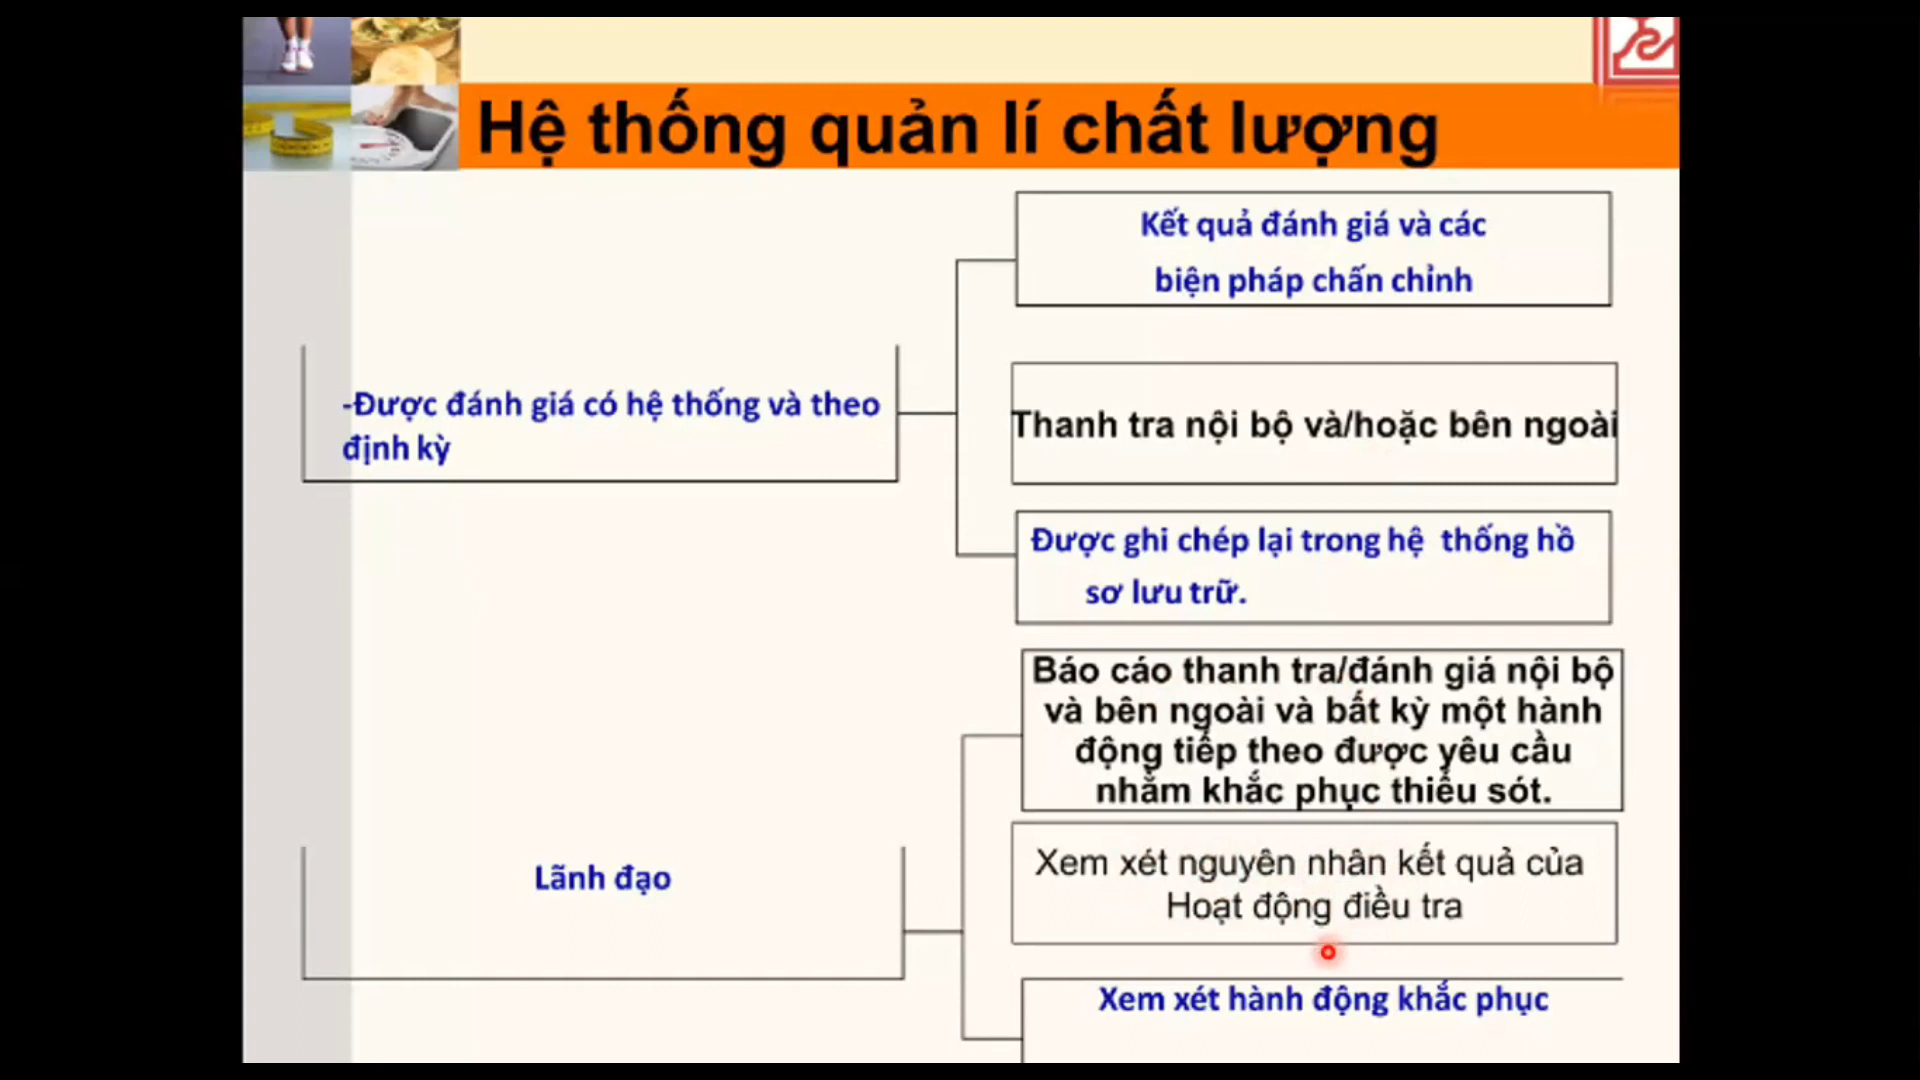 Hệ thống quản lí chất lượng
Kết quả đánh giá và các
biện pháp chấn chỉnh
-Được đánh giá có hệ thống và theo
định kỳ
Thanh tra nội bộ và/hoặc bên ngoài
Được ghi chép lại trong hệ thống hồ
sơ lưu trữ.
Báo cáo thanh tra/đánh giá nội bộ
và bên ngoài và bất kỳ một hành
động tiếp theo được yêu cầu
nhằm khắc phục thiếu sót.
Lãnh đạo
Xem xét nguyên nhân kết quả của
Hoạt động điều tra
Xem xét hành động khắc phục